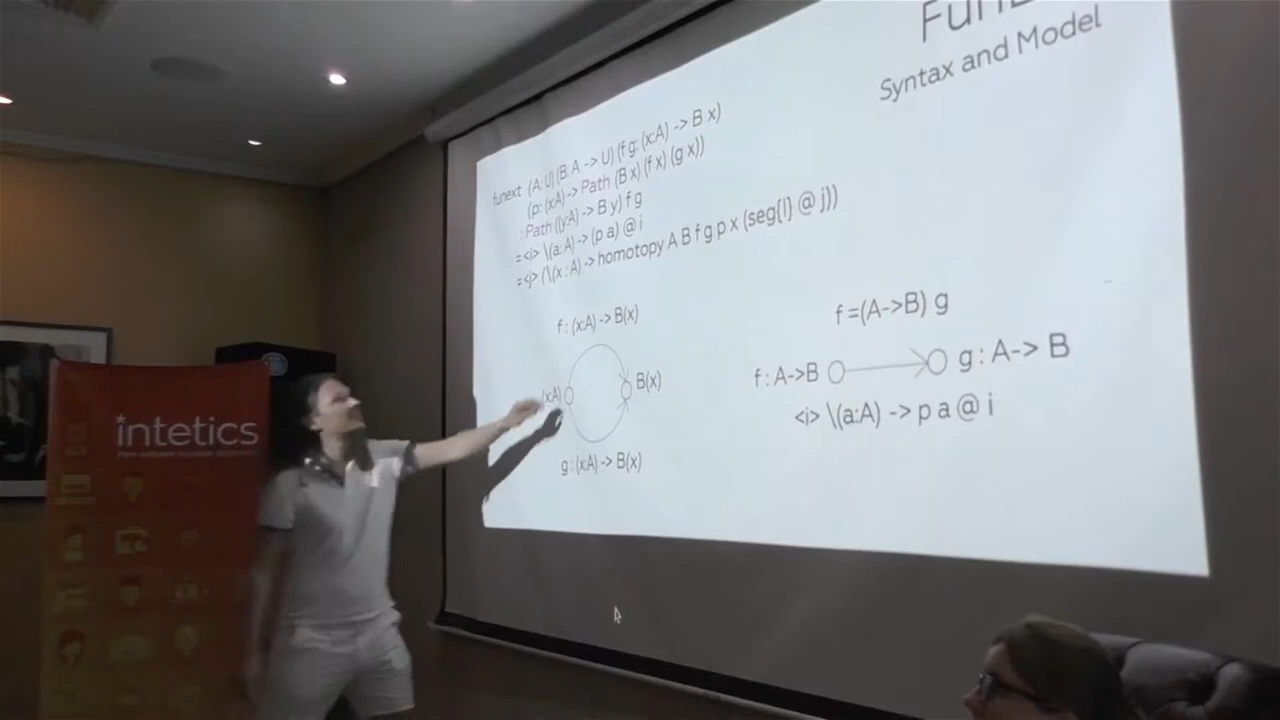 Syntax and Model
funext (A: U) (B: A -> U) (f g: (x:A) -> B x)
(p: (x:A) -> Path (B x) (f x) (g x))
: Path ((y:A) -> B y) f g
= <i> \(a: A) -> (p a) @ i
= <j> (\(x : A) -> homotopy A B f g p x (seg{I} @ j))
f : (x:A) -> B(x)
(x:A)
B(x)
g : (x:A) -> B(x)
f =(A->B) g
f : A->B
g : A-> B
<i> \(a:A) -> p a @ i
intetics